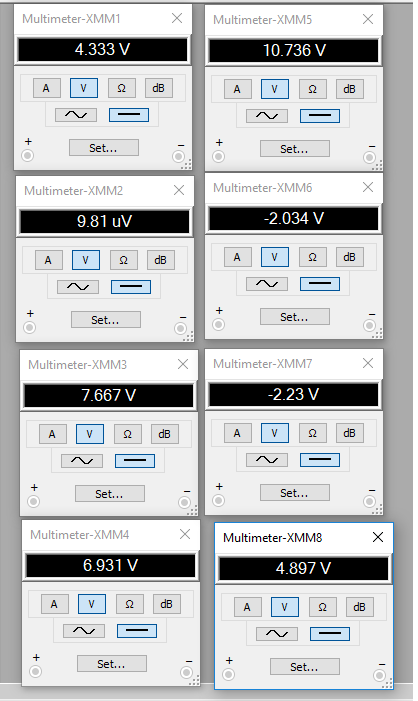 Multimeter-XMM1
4.333 V
A V Ω dB
Set...
+ −
Multimeter-XMM2
9.81 uV
A V Ω dB
Set...
+ −
Multimeter-XMM3
7.667 V
A V Ω dB
Set...
+ −
Multimeter-XMM4
6.931 V
A V Ω dB
Set...
+ −
Multimeter-XMM5
10.736 V
A V Ω dB
Set...
+ −
Multimeter-XMM6
-2.034 V
A V Ω dB
Set...
+ −
Multimeter-XMM7
-2.23 V
A V Ω dB
Set...
+ −
Multimeter-XMM8
4.897 V
A V Ω dB
Set...
+ −